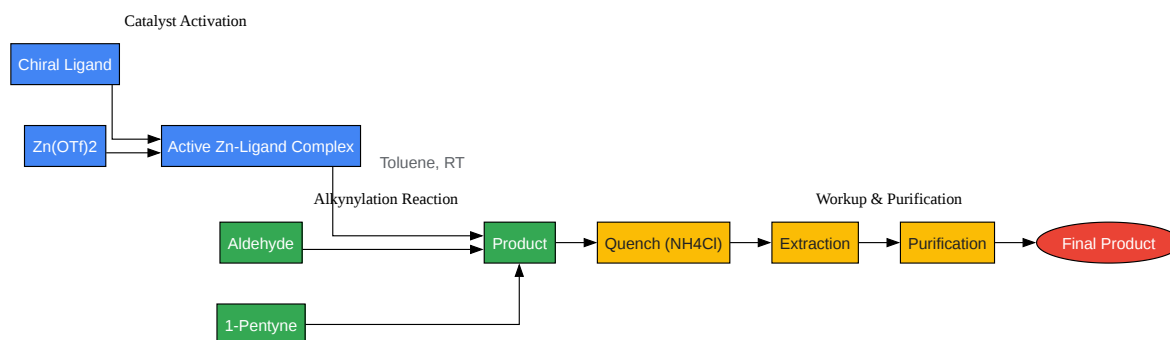 Catalyst Activation
Chiral Ligand
Zn(OTf)2
Active Zn-Ligand Complex
Toluene, RT
Alkynylation Reaction
Workup & Purification
Aldehyde
Product
Quench (NH4Cl)
Extraction
Purification
Final Product
1-Pentyne